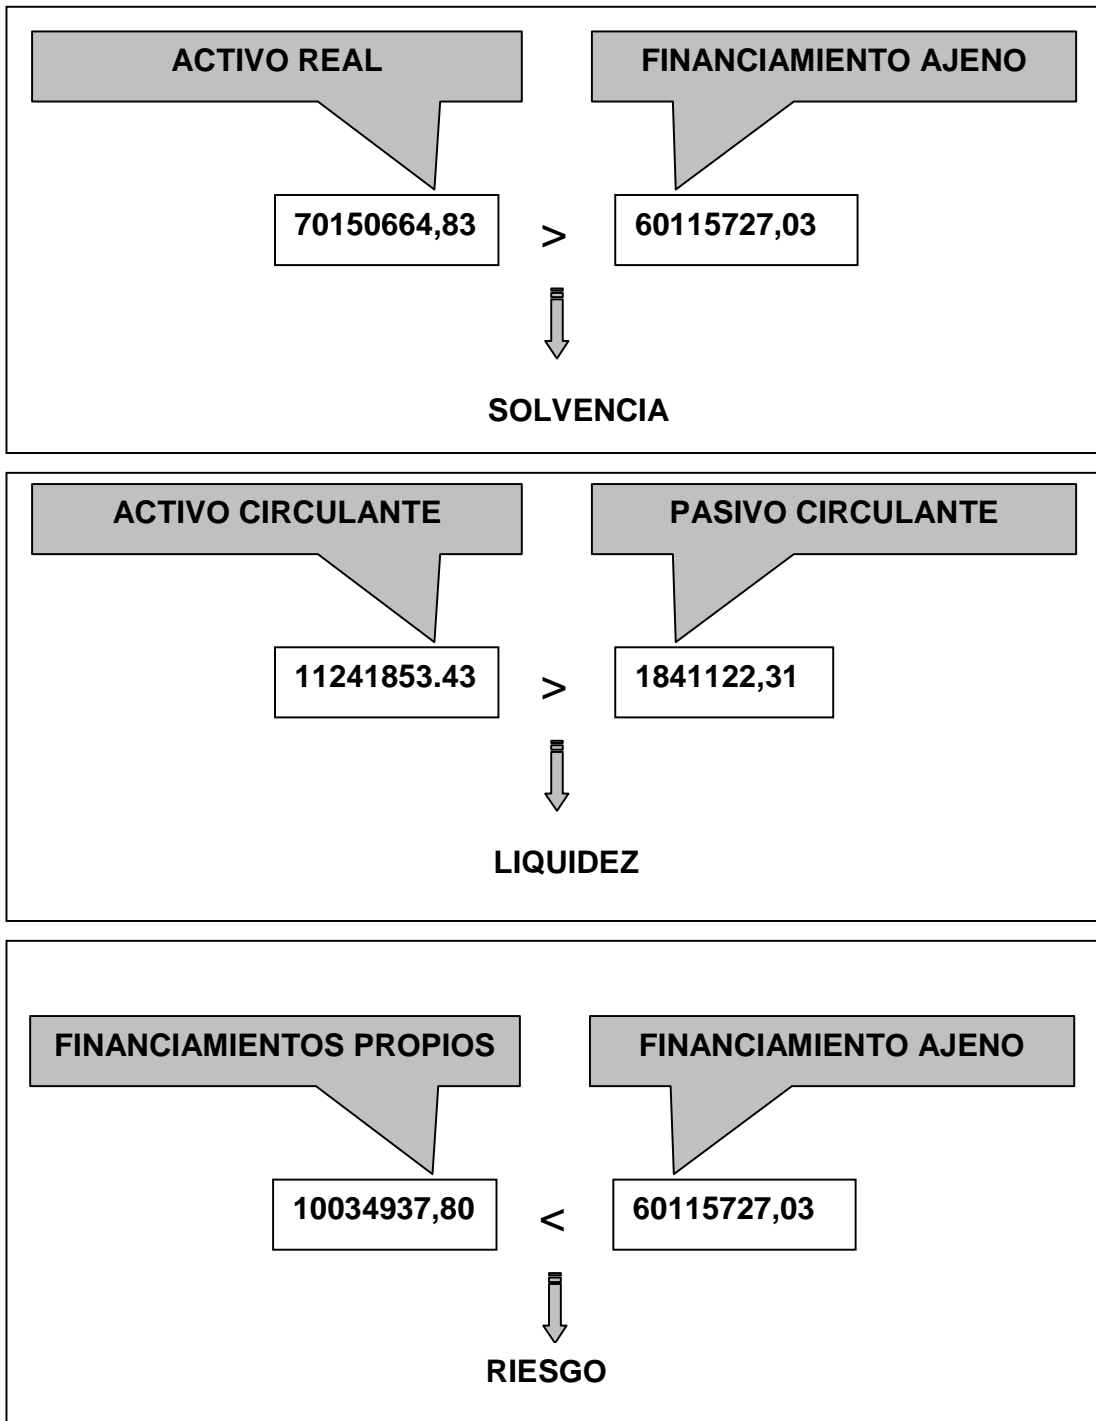 ACTIVO REAL
FINANCIAMIENTO AJENO
70150664,83 > 60115727,03
SOLVENCIA
ACTIVO CIRCULANTE
PASIVO CIRCULANTE
11241853.43 > 1841122,31
LIQUIDEZ
FINANCIAMIENTOS PROPIOS
FINANCIAMIENTO AJENO
10034937,80 < 60115727,03
RIESGO